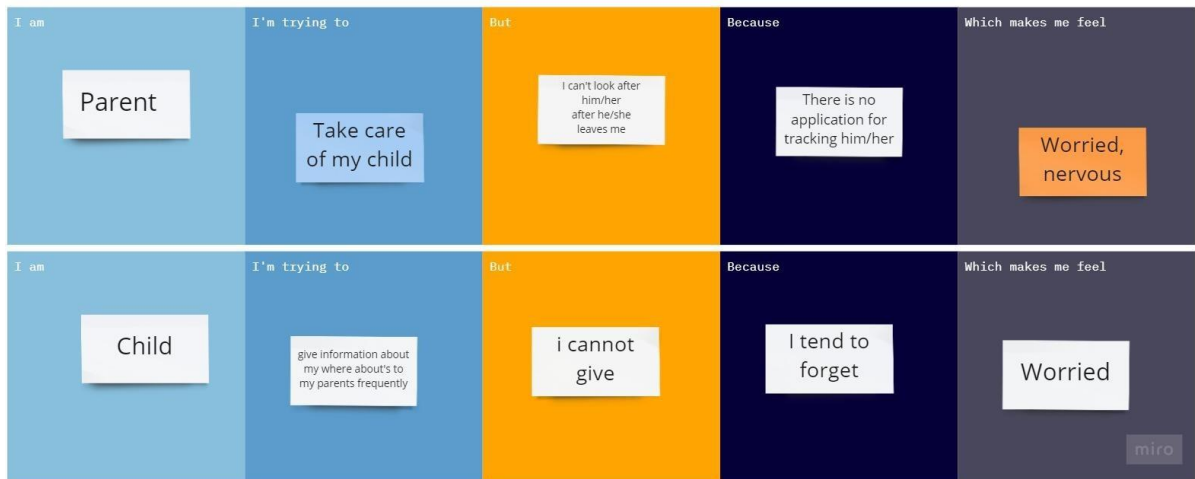 I am
I'm trying to
But
Because
Which makes me feel
Parent
Take care
of my child
I can't look after
him/her
after he/she
leaves me
There is no
application for
tracking him/her
Worried,
nervous
I am
I'm trying to
But
Because
Which makes me feel
Child
give information about
my where about's to
my parents frequently
i cannot
give
I tend to
forget
Worried
miro